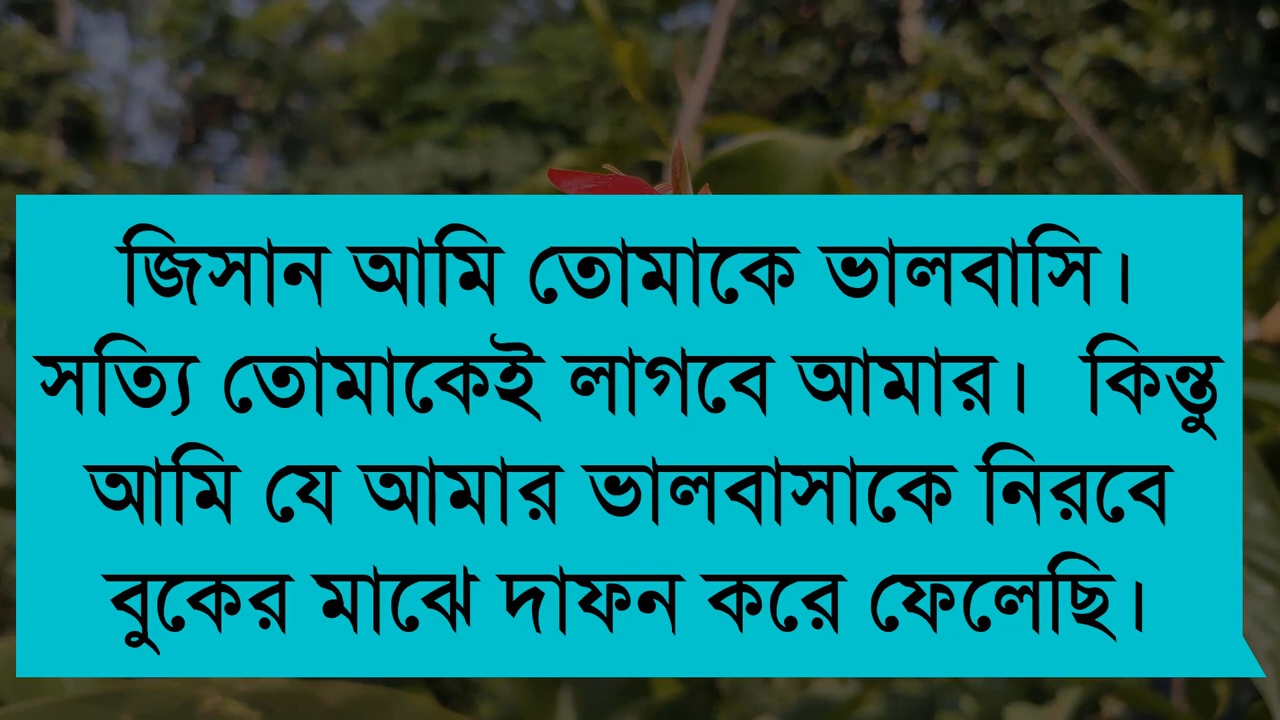 জিসান আমি তোমাকে ভালবাসি।
সত্যি তোমাকেই লাগবে আমার।  কিন্তু
আমি যে আমার ভালবাসাকে নিরবে
বুকের মাঝে দাফন করে ফেলেছি।